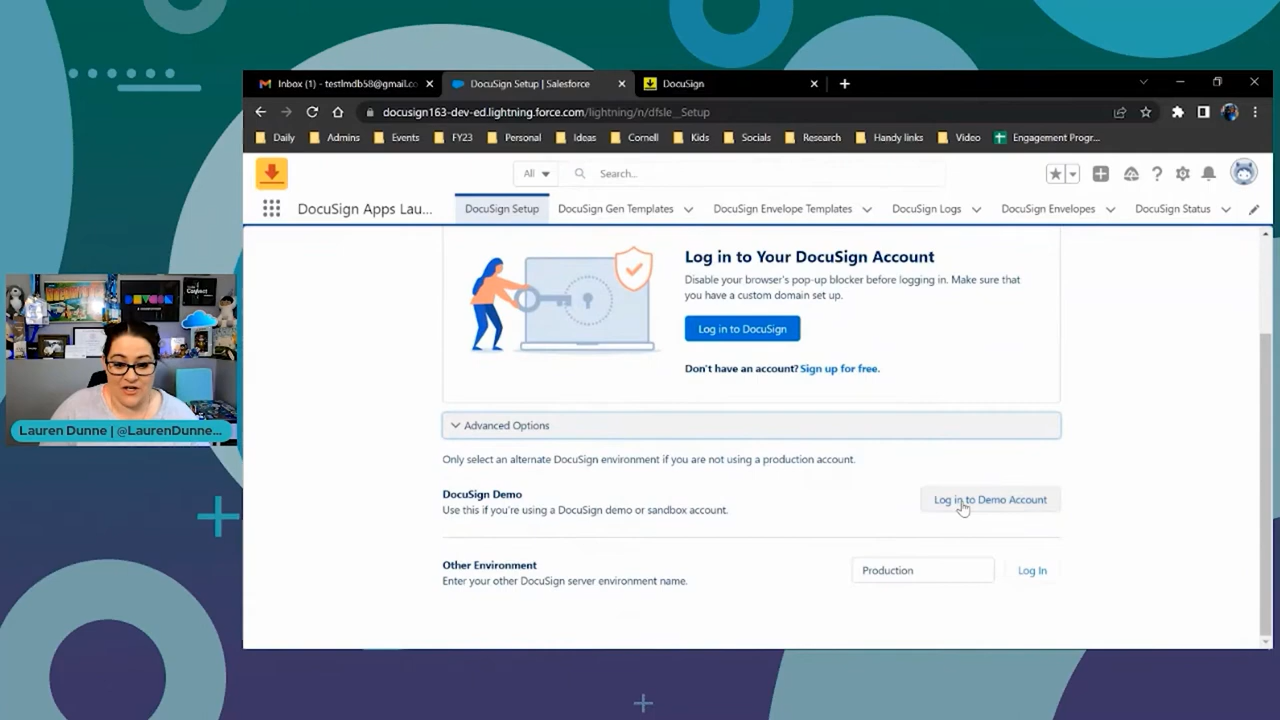 Inbox (1) - testlmdb58@gmail.co
DocuSign Setup | Salesforce
DocuSign
docusign163-dev-ed.lightning.force.com/lightning/n/dfsle__Setup
Daily
Admins
Events
FY23
Personal
Ideas
Cornell
Kids
Socials
Research
Handy links
Video
Engagement Progr...
All
Search...
DocuSign Apps Lau...
DocuSign Setup
DocuSign Gen Templates
DocuSign Envelope Templates
DocuSign Logs
DocuSign Envelopes
DocuSign Status
Log in to Your DocuSign Account
Disable your browser's pop-up blocker before logging in. Make sure that
you have a custom domain set up.
Log in to DocuSign
Don't have an account? Sign up for free.
Advanced Options
Only select an alternate DocuSign environment if you are not using a production account.
DocuSign Demo
Use this if you're using a DocuSign demo or sandbox account.
Log in to Demo Account
Other Environment
Enter your other DocuSign server environment name.
Production
Log In
Lauren Dunne | @LaurenDunne...